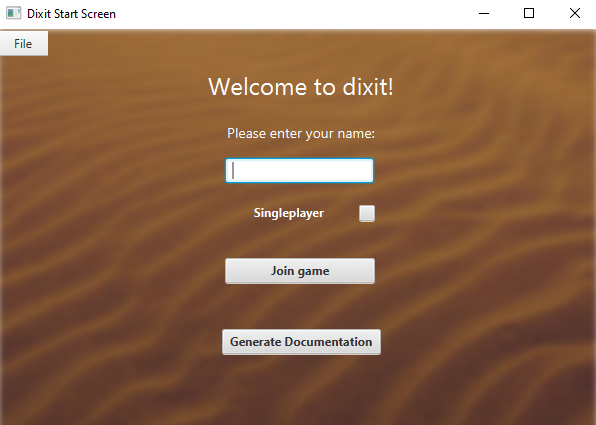 Dixit Start Screen
File
Welcome to dixit!
Please enter your name:
Singleplayer
Join game
Generate Documentation